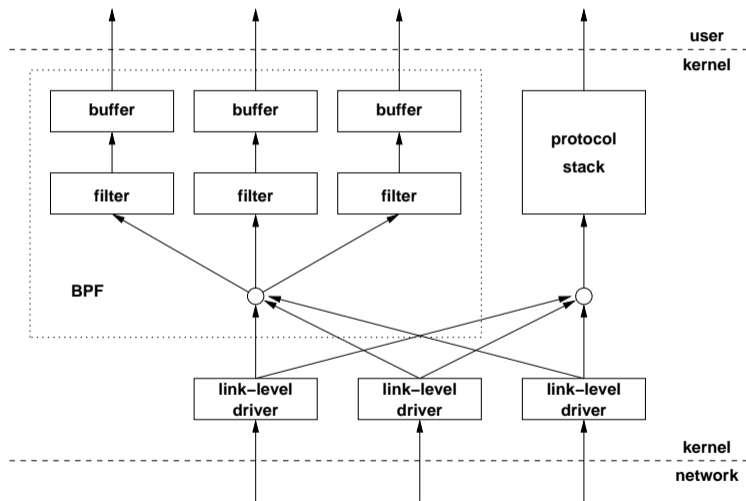 user
kernel
buffer
buffer
buffer
protocol
stack
filter
filter
filter
BPF
link-level
driver
link-level
driver
link-level
driver
kernel
network